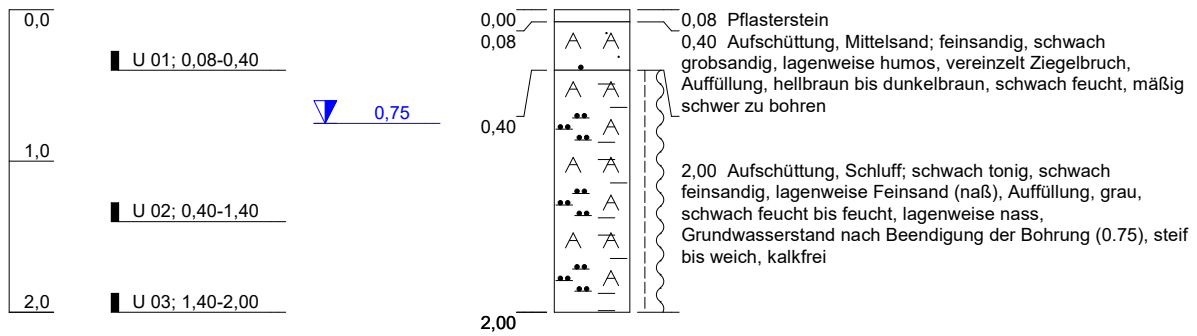 0,0
U 01; 0,08-0,40
0,75
1,0
U 02; 0,40-1,40
2,0
U 03; 1,40-2,00
0,00
0,08
0,40
2,00
0,08 Pflasterstein
0,40 Aufschüttung, Mittelsand; feinsandig, schwach
grobsandig, lagenweise humos, vereinzelt Ziegelbruch,
Auffüllung, hellbraun bis dunkelbraun, schwach feucht, mäßig
schwer zu bohren
2,00 Aufschüttung, Schluff; schwach tonig, schwach
feinsandig, lagenweise Feinsand (naß), Auffüllung, grau,
schwach feucht bis feucht, lagenweise nass,
Grundwasserstand nach Beendigung der Bohrung (0.75), steif
bis weich, kalkfrei